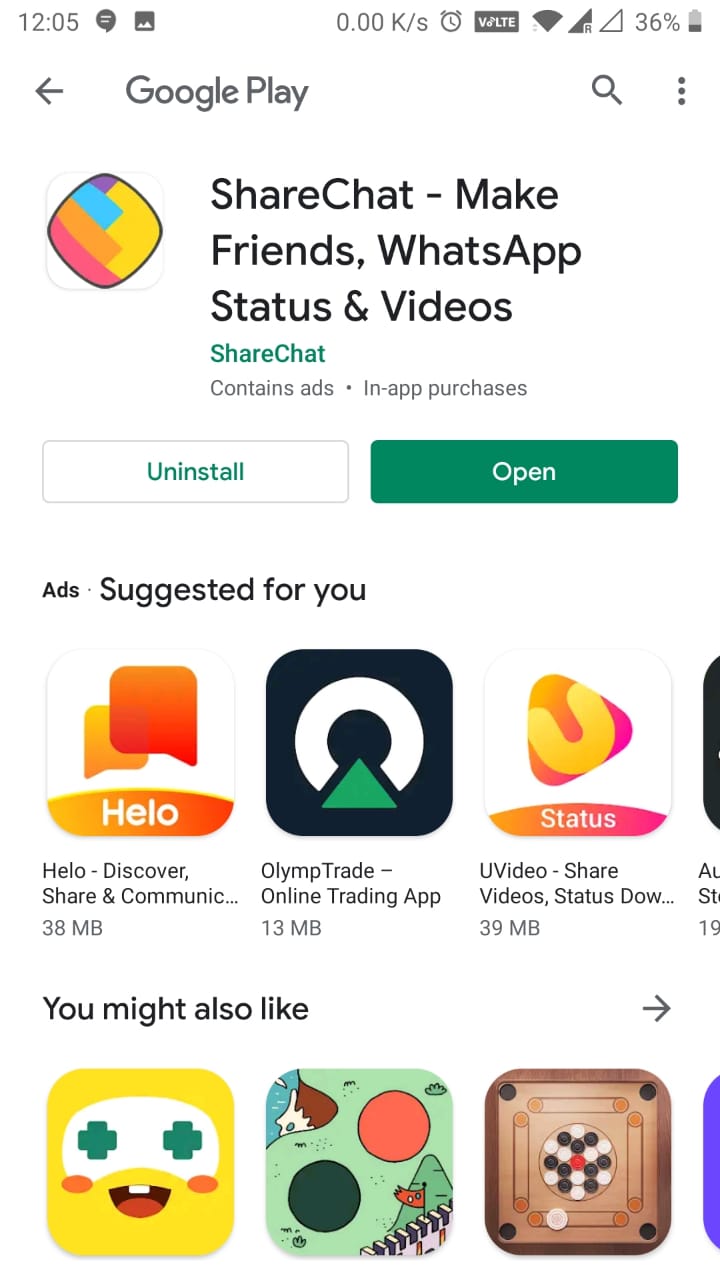 12:05 0.00 K/s VoLTE R 36%
Google Play
ShareChat - Make
Friends, WhatsApp
Status & Videos
ShareChat
Contains ads • In-app purchases
Uninstall Open
Ads · Suggested for you
Helo Status
Helo - Discover, OlympTrade – UVideo - Share Au
Share & Communic... Online Trading App Videos, Status Dow... Sto
38 MB 13 MB 39 MB 19
You might also like